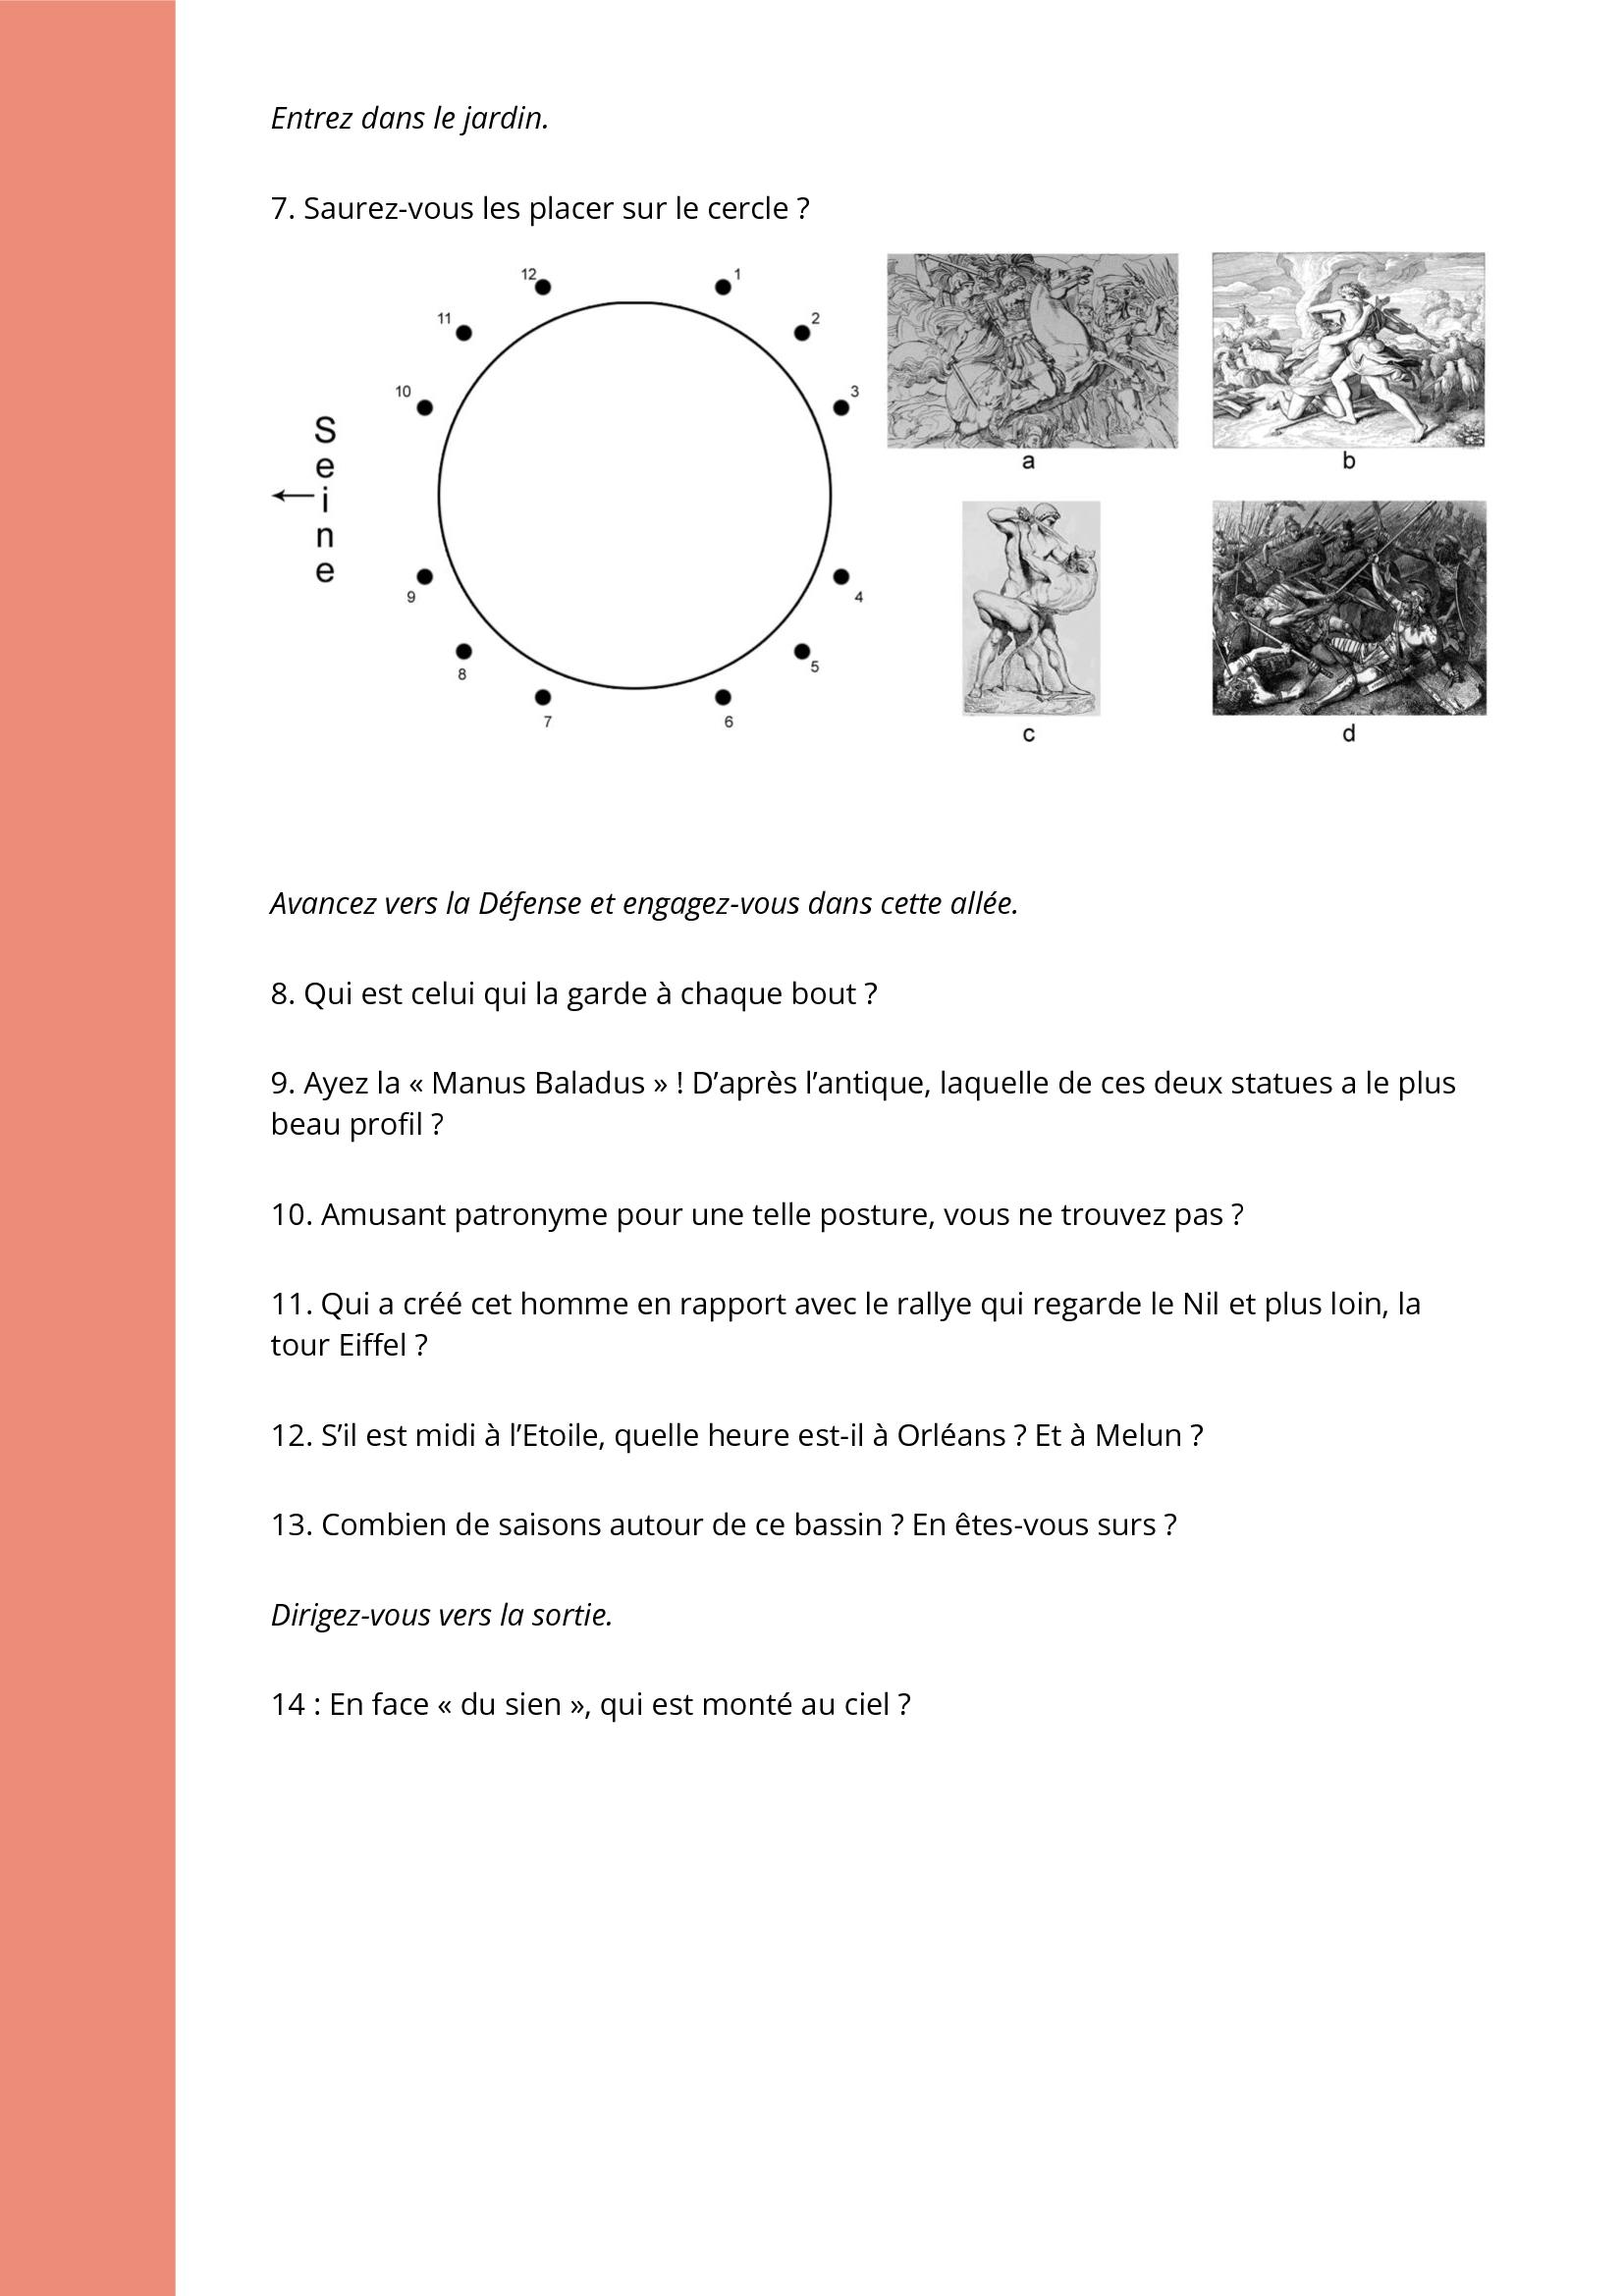 Entrez dans le jardin.
7. Saurez-vous les placer sur le cercle ?
12
1
11
2
10
3
Seine
9
4
8
5
7
6
a
b
c
d
Avancez vers la Défense et engagez-vous dans cette allée.
8. Qui est celui qui la garde à chaque bout ?
9. Ayez la « Manus Baladus » ! D’après l’antique, laquelle de ces deux statues a le plus
beau profil ?
10. Amusant patronyme pour une telle posture, vous ne trouvez pas ?
11. Qui a créé cet homme en rapport avec le rallye qui regarde le Nil et plus loin, la
tour Eiffel ?
12. S’il est midi à l’Etoile, quelle heure est-il à Orléans ? Et à Melun ?
13. Combien de saisons autour de ce bassin ? En êtes-vous surs ?
Dirigez-vous vers la sortie.
14 : En face « du sien », qui est monté au ciel ?